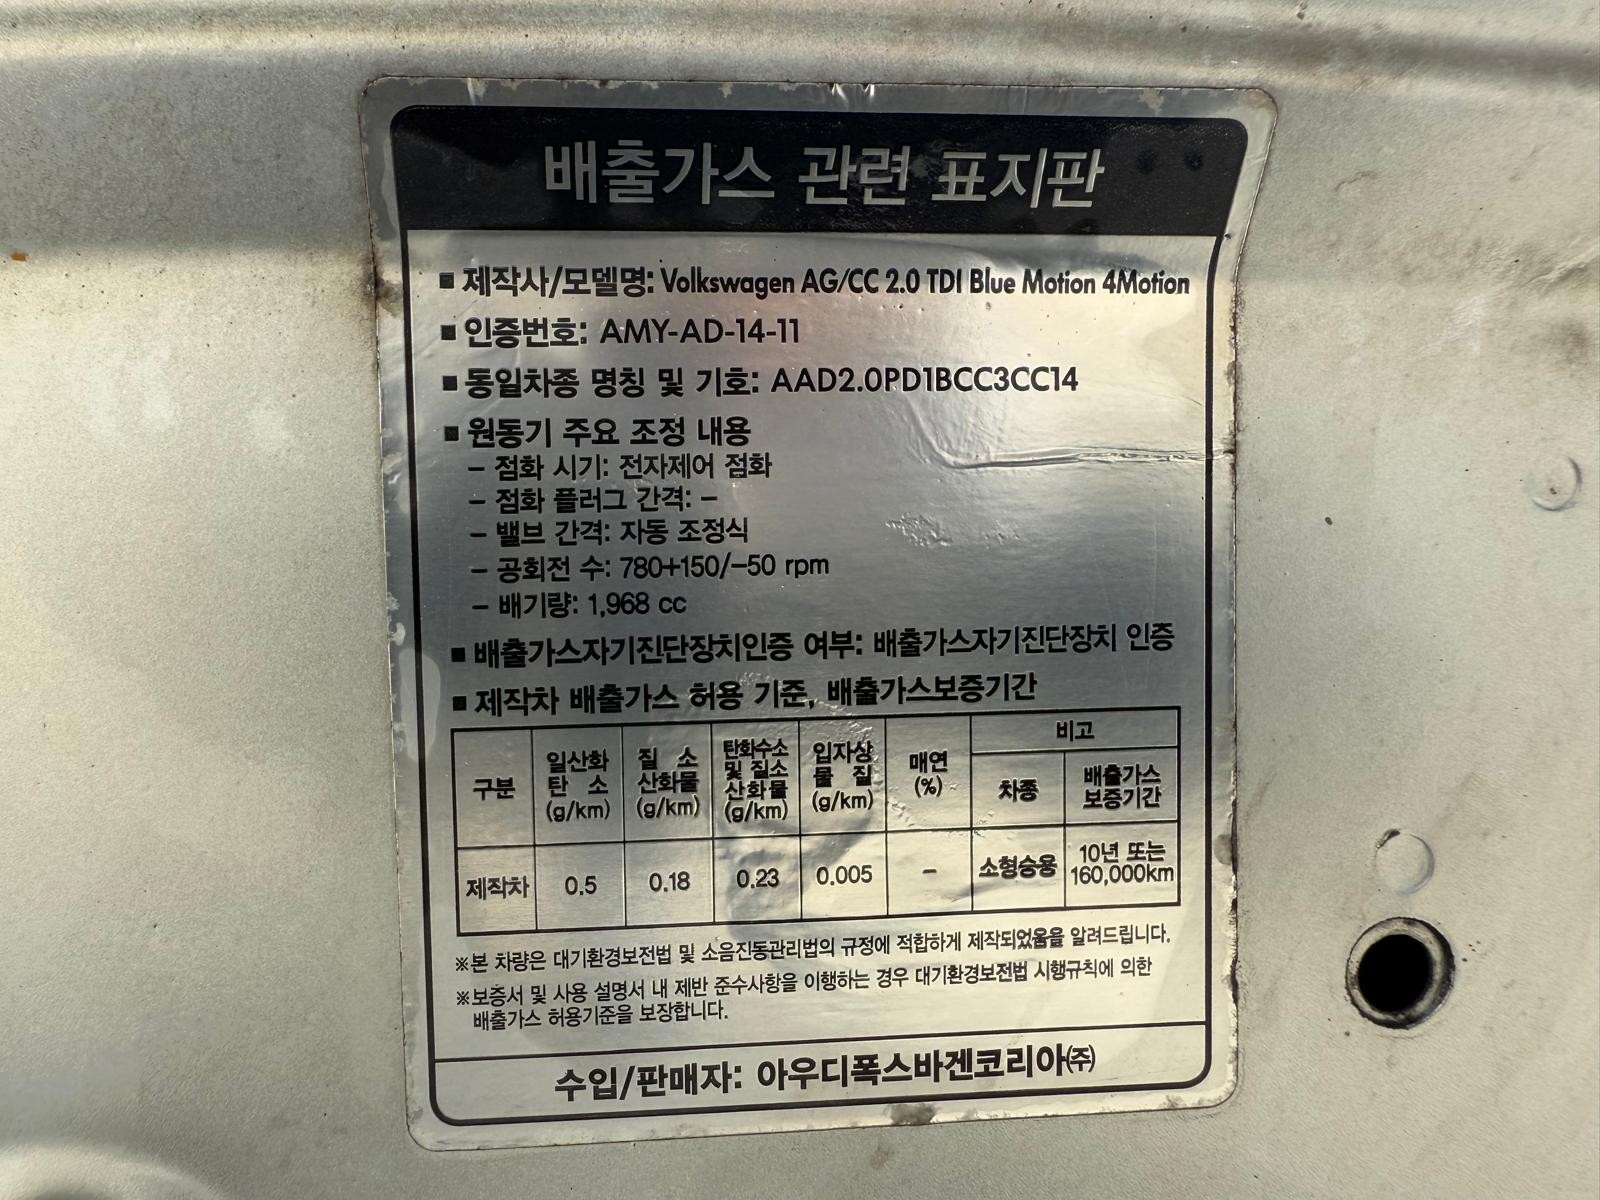 배출가스 관련 표지판
■ 제작사/모델명: Volkswagen AG/CC 2.0 TDI Blue Motion 4Motion
■ 인증번호: AMY-AD-14-11
■ 동일차종 명칭 및 기호: AAD2.0PD1BCC3CC14
■ 원동기 주요 조정 내용
– 점화 시기: 전자제어 점화
– 점화 플러그 간격: –
– 밸브 간격: 자동 조정식
– 공회전 수: 780+150/–50 rpm
– 배기량: 1,968 cc
■ 배출가스자기진단장치인증 여부: 배출가스자기진단장치 인증
■ 제작차 배출가스 허용 기준, 배출가스보증기간
구분 일산화 탄 소 (g/km) 질 소 산화물 (g/km) 탄화수소 및 질소 산화물 (g/km) 입자상 물 질 (g/km) 매연 (%) 비고
차종 배출가스 보증기간
제작차 0.5 0.18 0.23 0.005 – 소형승용 10년 또는 160,000km
※본 차량은 대기환경보전법 및 소음진동관리법의 규정에 적합하게 제작되었음을 알려드립니다.
※보증서 및 사용 설명서 내 제반 준수사항을 이행하는 경우 대기환경보전법 시행규칙에 의한
배출가스 허용기준을 보장합니다.
수입/판매자: 아우디폭스바겐코리아㈜